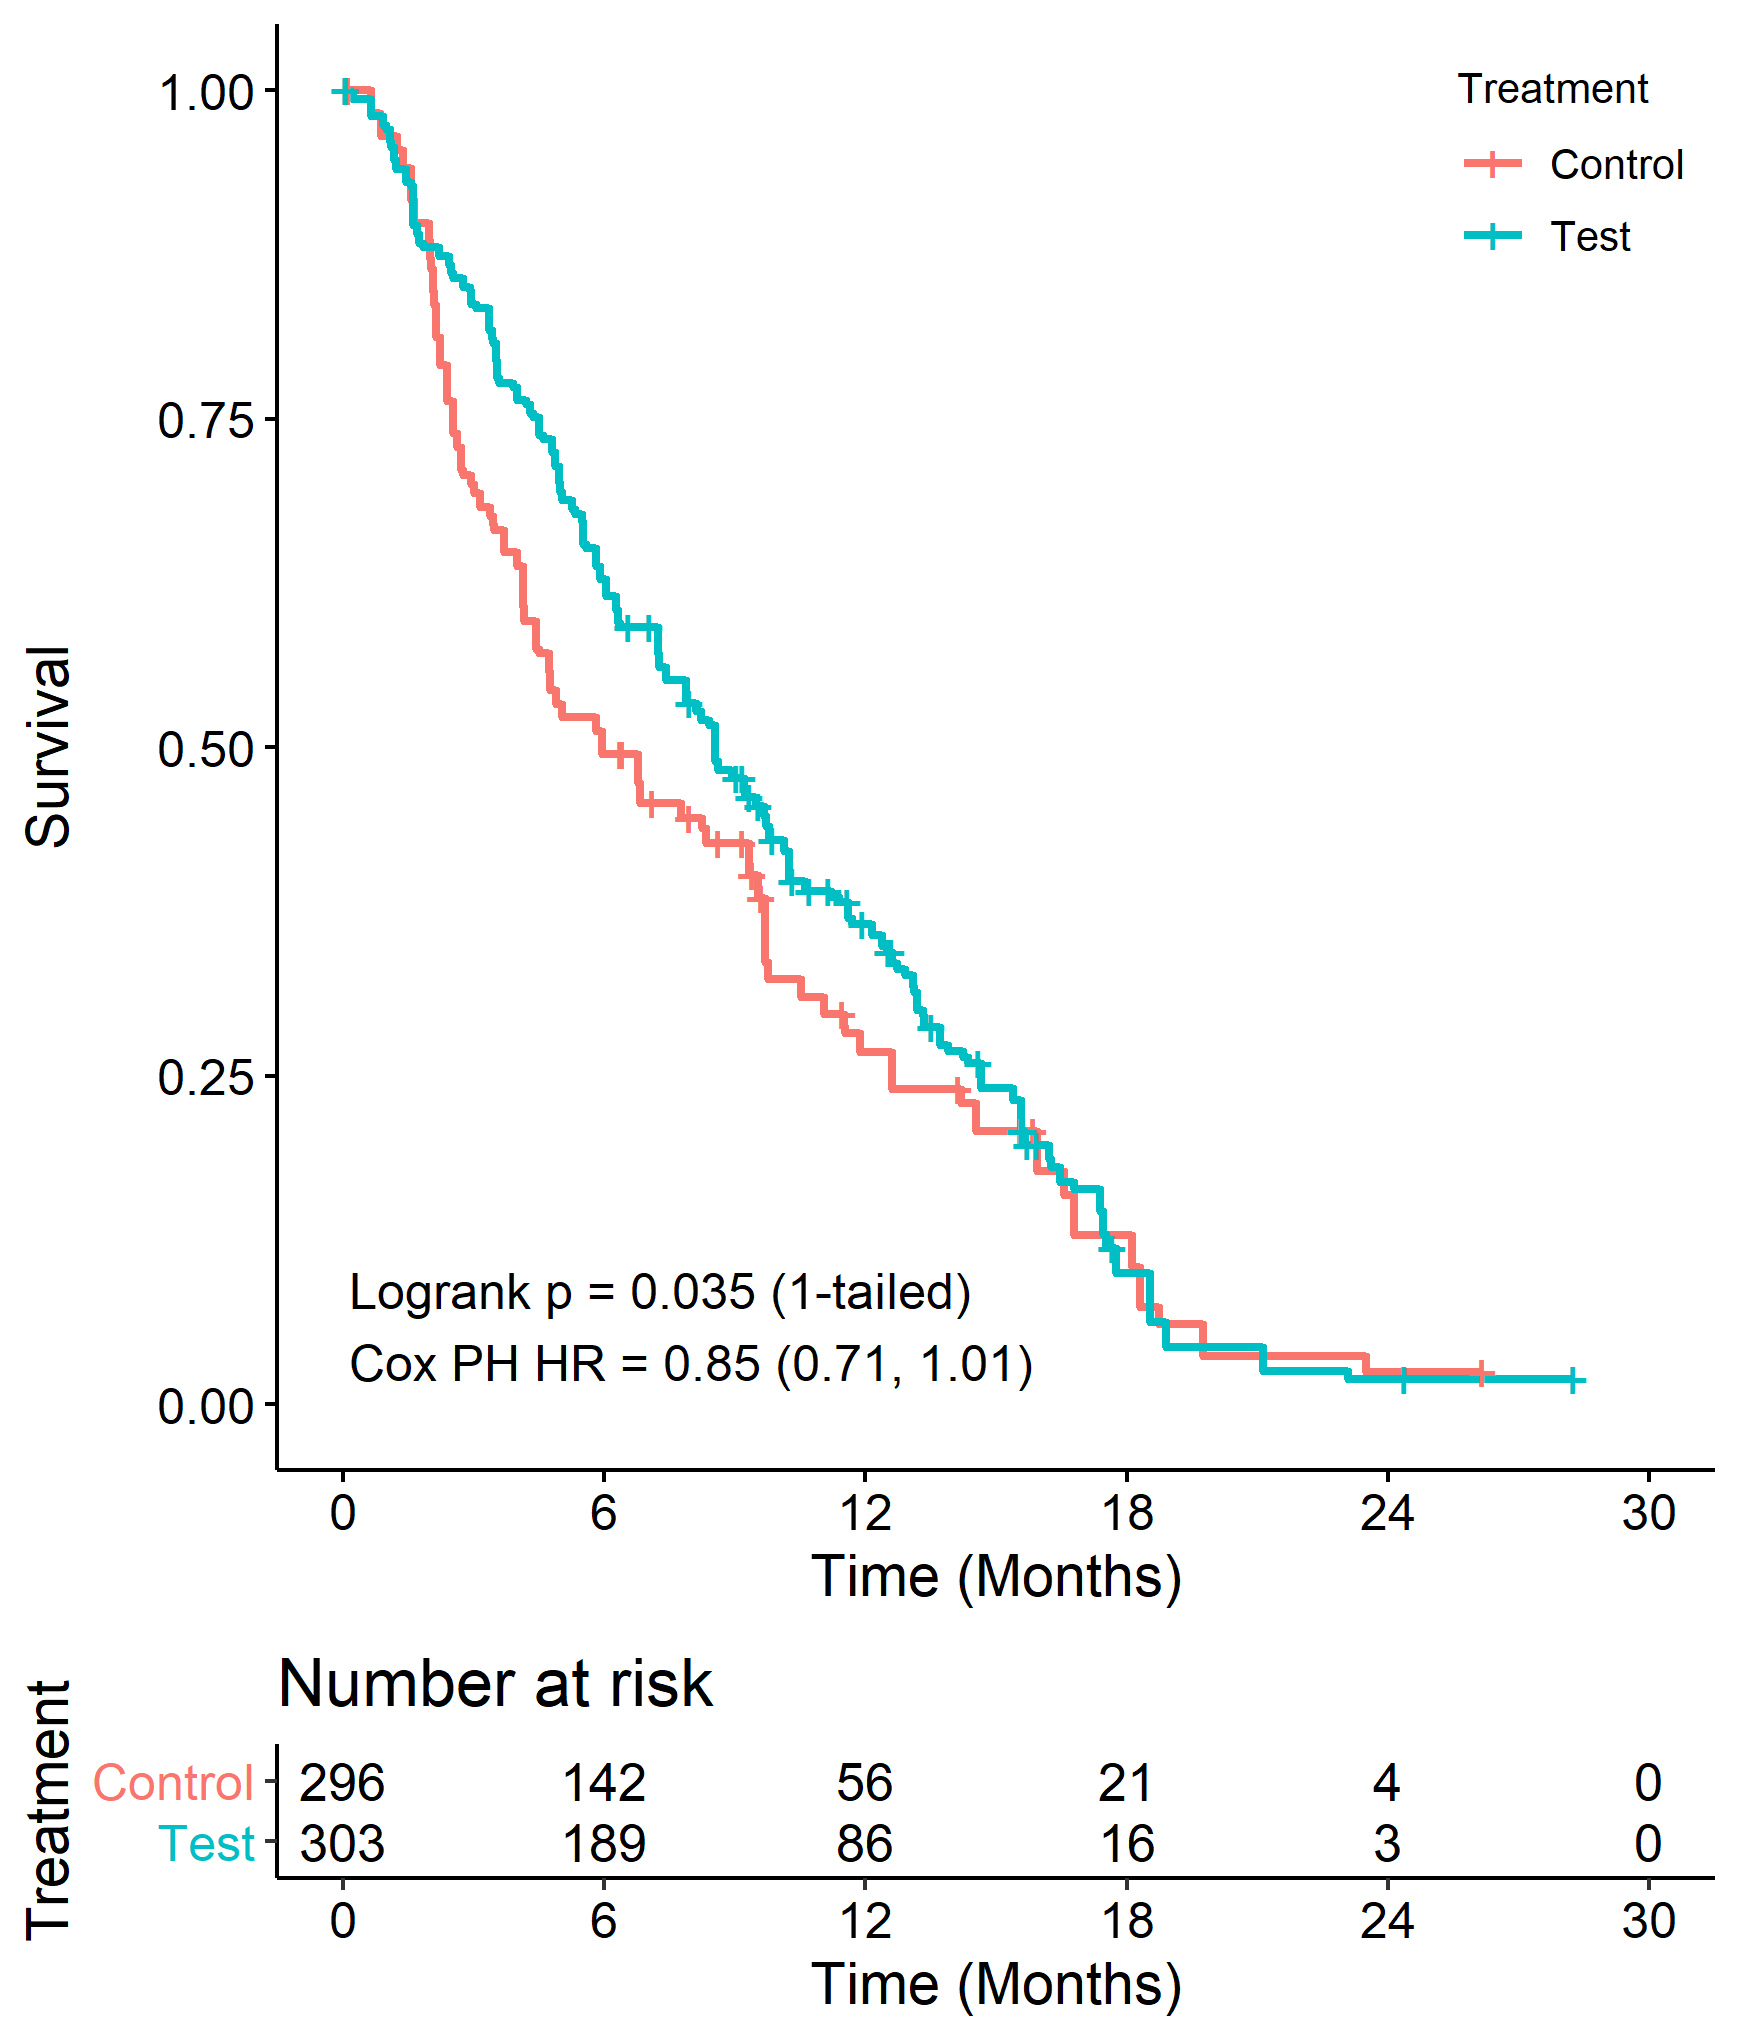 Treatment
Control
Test
1.00
0.75
0.50
0.25
0.00
Survival
Logrank p = 0.035 (1-tailed)
Cox PH HR = 0.85 (0.71, 1.01)
0 6 12 18 24 30
Time (Months)
Number at risk
Treatment
Control 296 142 56 21 4 0
Test 303 189 86 16 3 0
0 6 12 18 24 30
Time (Months)